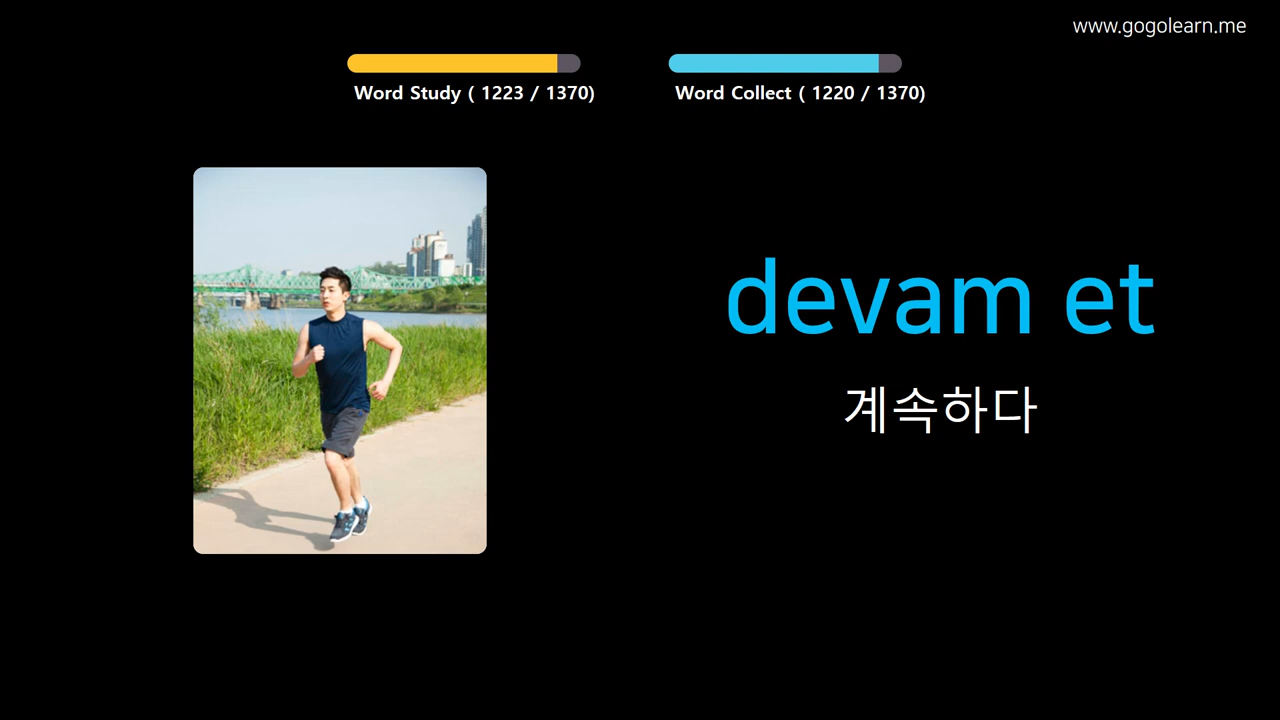 www.gogolearn.me
Word Study ( 1223 / 1370)
Word Collect ( 1220 / 1370)
devam et
계속하다